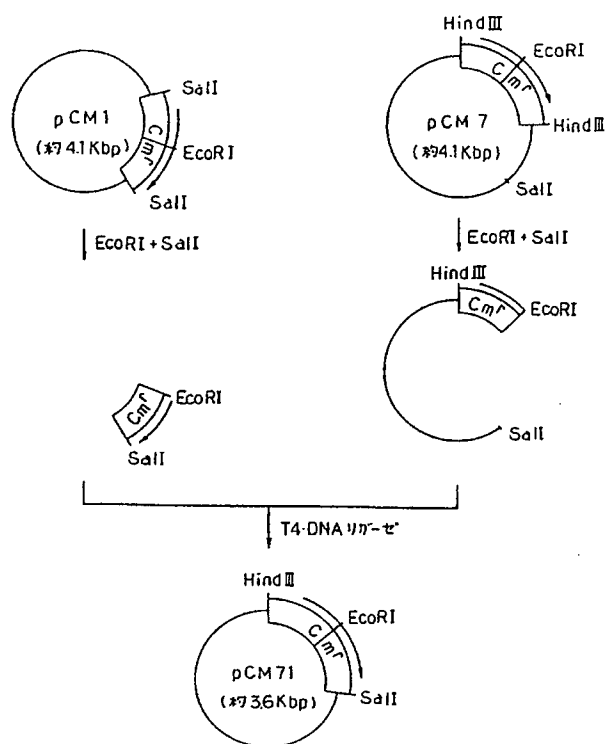 SalI
pCM1
(約4.1Kbp)
Cmr
EcoRI
SalI
EcoRI+SalI
HindIII
EcoRI
Cmr
pCM7
(約4.1Kbp)
HindIII
SalI
EcoRI+SalI
HindIII
Cmr
EcoRI
SalI
Cmr
EcoRI
SalI
T4-DNAリガーゼ
HindIII
EcoRI
Cmr
pCM71
(約3.6Kbp)
SalI